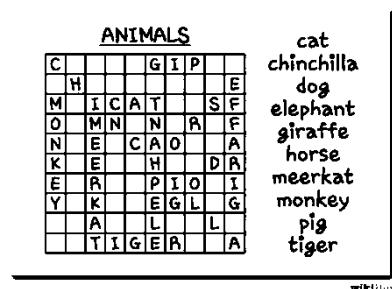 ANIMALS
C G I P
H E
M I C A T S F
O M N N R F
N E C A O A
K E H D R
E R P I O I
Y K E G L G
A L L
T I G E R A
cat
chinchilla
dog
elephant
giraffe
horse
meerkat
monkey
pig
tiger